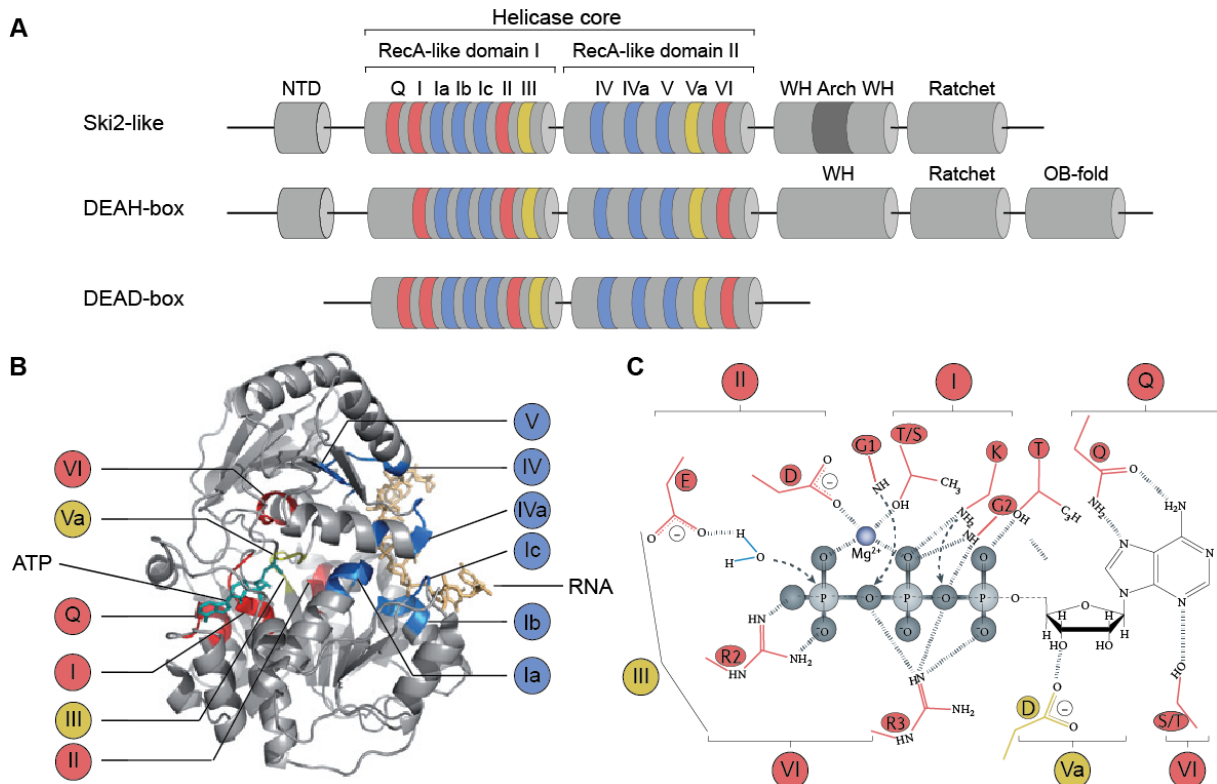 A
Helicase core
RecA-like domain I RecA-like domain II
NTD Q I Ia Ib Ic II III IV IVa V Va VI WH Arch WH Ratchet
Ski2-like
WH Ratchet OB-fold
DEAH-box
DEAD-box
B
V
VI IV
Va IVa
ATP Ic
RNA
Q Ib
I Ia
III
II
C
II I Q
G1 T/S
E D K T Q
O O O
NH CH3 NH2 G2 OH C3H H2N
O OH NH NH2 N N
Mg2+
H O
H O O N N
O P O P O P O
-O -O -O O H H
HN H H
R2 HN NH2 HO HO
III HN O HO
R3 HN NH2 D O S/T
VI Va VI